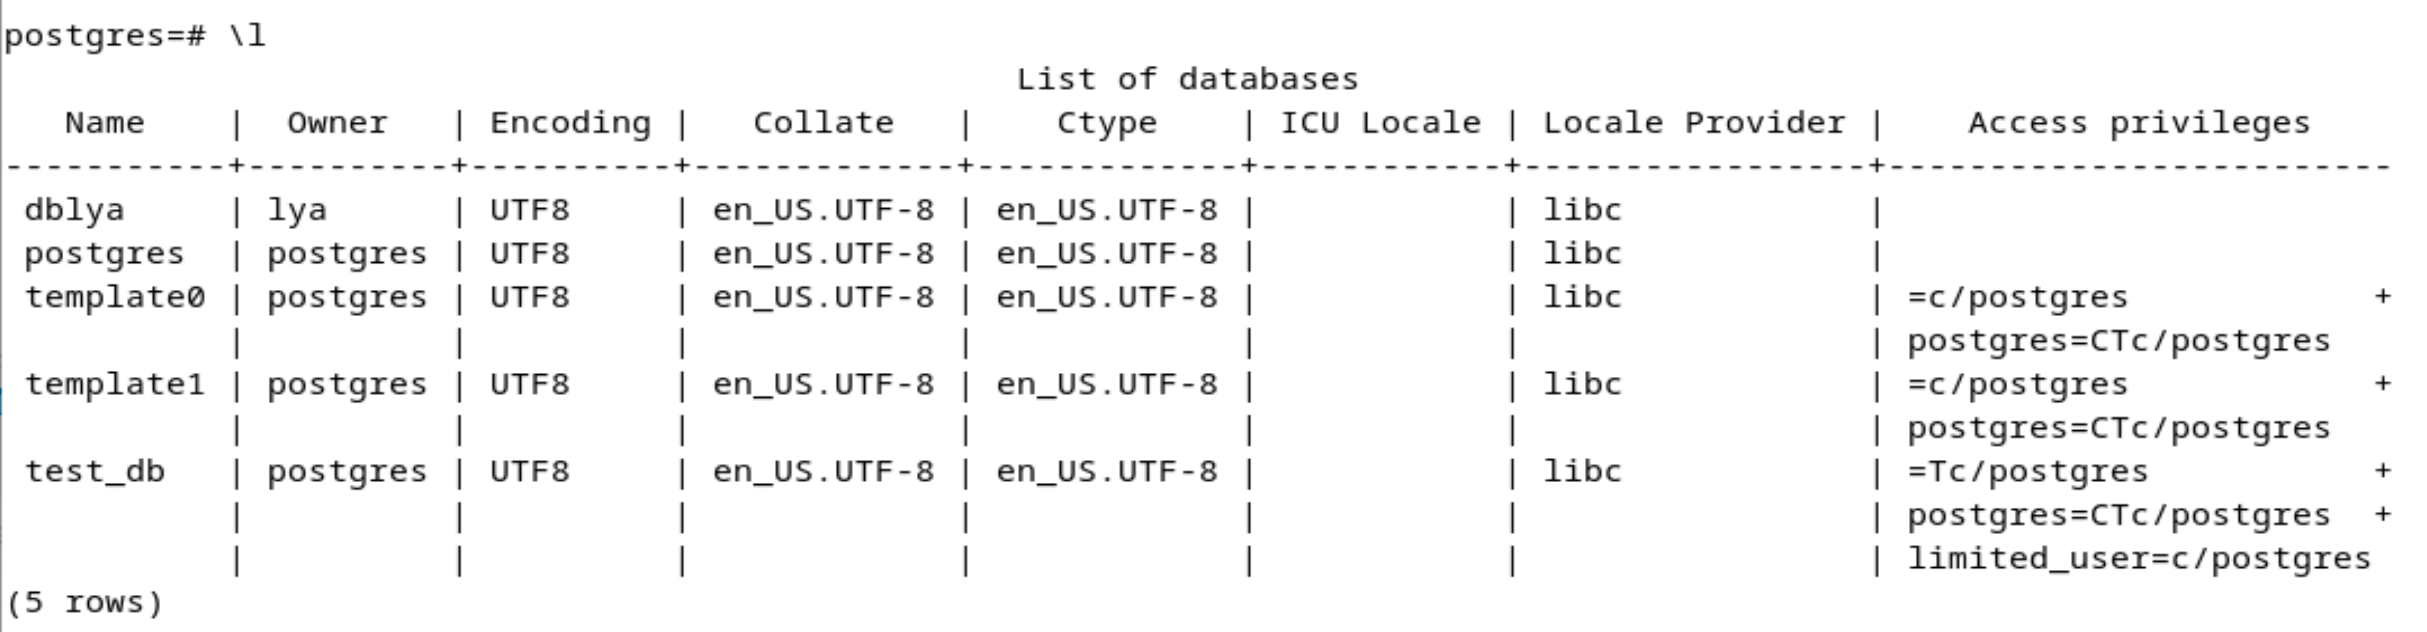 postgres=# \l
                                                  List of databases
   Name    |  Owner   | Encoding |   Collate   |    Ctype    | ICU Locale | Locale Provider |    Access privileges
-----------+----------+----------+-------------+-------------+------------+-----------------+-------------------------
 dblya     | lya      | UTF8     | en_US.UTF-8 | en_US.UTF-8 |            | libc            |
 postgres  | postgres | UTF8     | en_US.UTF-8 | en_US.UTF-8 |            | libc            |
 template0 | postgres | UTF8     | en_US.UTF-8 | en_US.UTF-8 |            | libc            | =c/postgres            +
           |          |          |             |             |            |                 | postgres=CTc/postgres
 template1 | postgres | UTF8     | en_US.UTF-8 | en_US.UTF-8 |            | libc            | =c/postgres            +
           |          |          |             |             |            |                 | postgres=CTc/postgres
 test_db   | postgres | UTF8     | en_US.UTF-8 | en_US.UTF-8 |            | libc            | =Tc/postgres           +
           |          |          |             |             |            |                 | postgres=CTc/postgres  +
           |          |          |             |             |            |                 | limited_user=c/postgres
(5 rows)